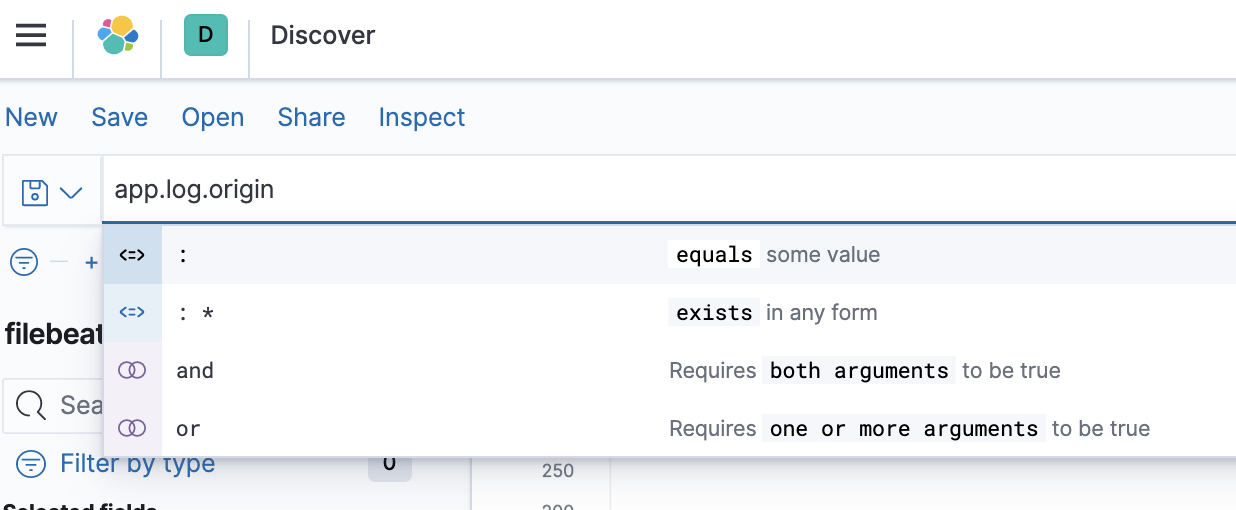 D Discover
New Save Open Share Inspect
app.log.origin
: equals some value
: * exists in any form
and Requires both arguments to be true
or Requires one or more arguments to be true
+
filebeat
Sea
Filter by type 0
250
Selected fields
200